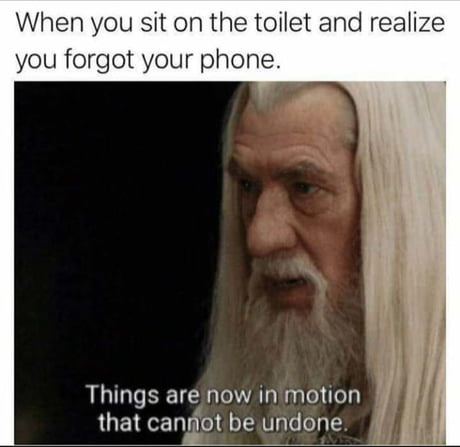 When you sit on the toilet and realize
you forgot your phone.
Things are now in motion
that cannot be undone.